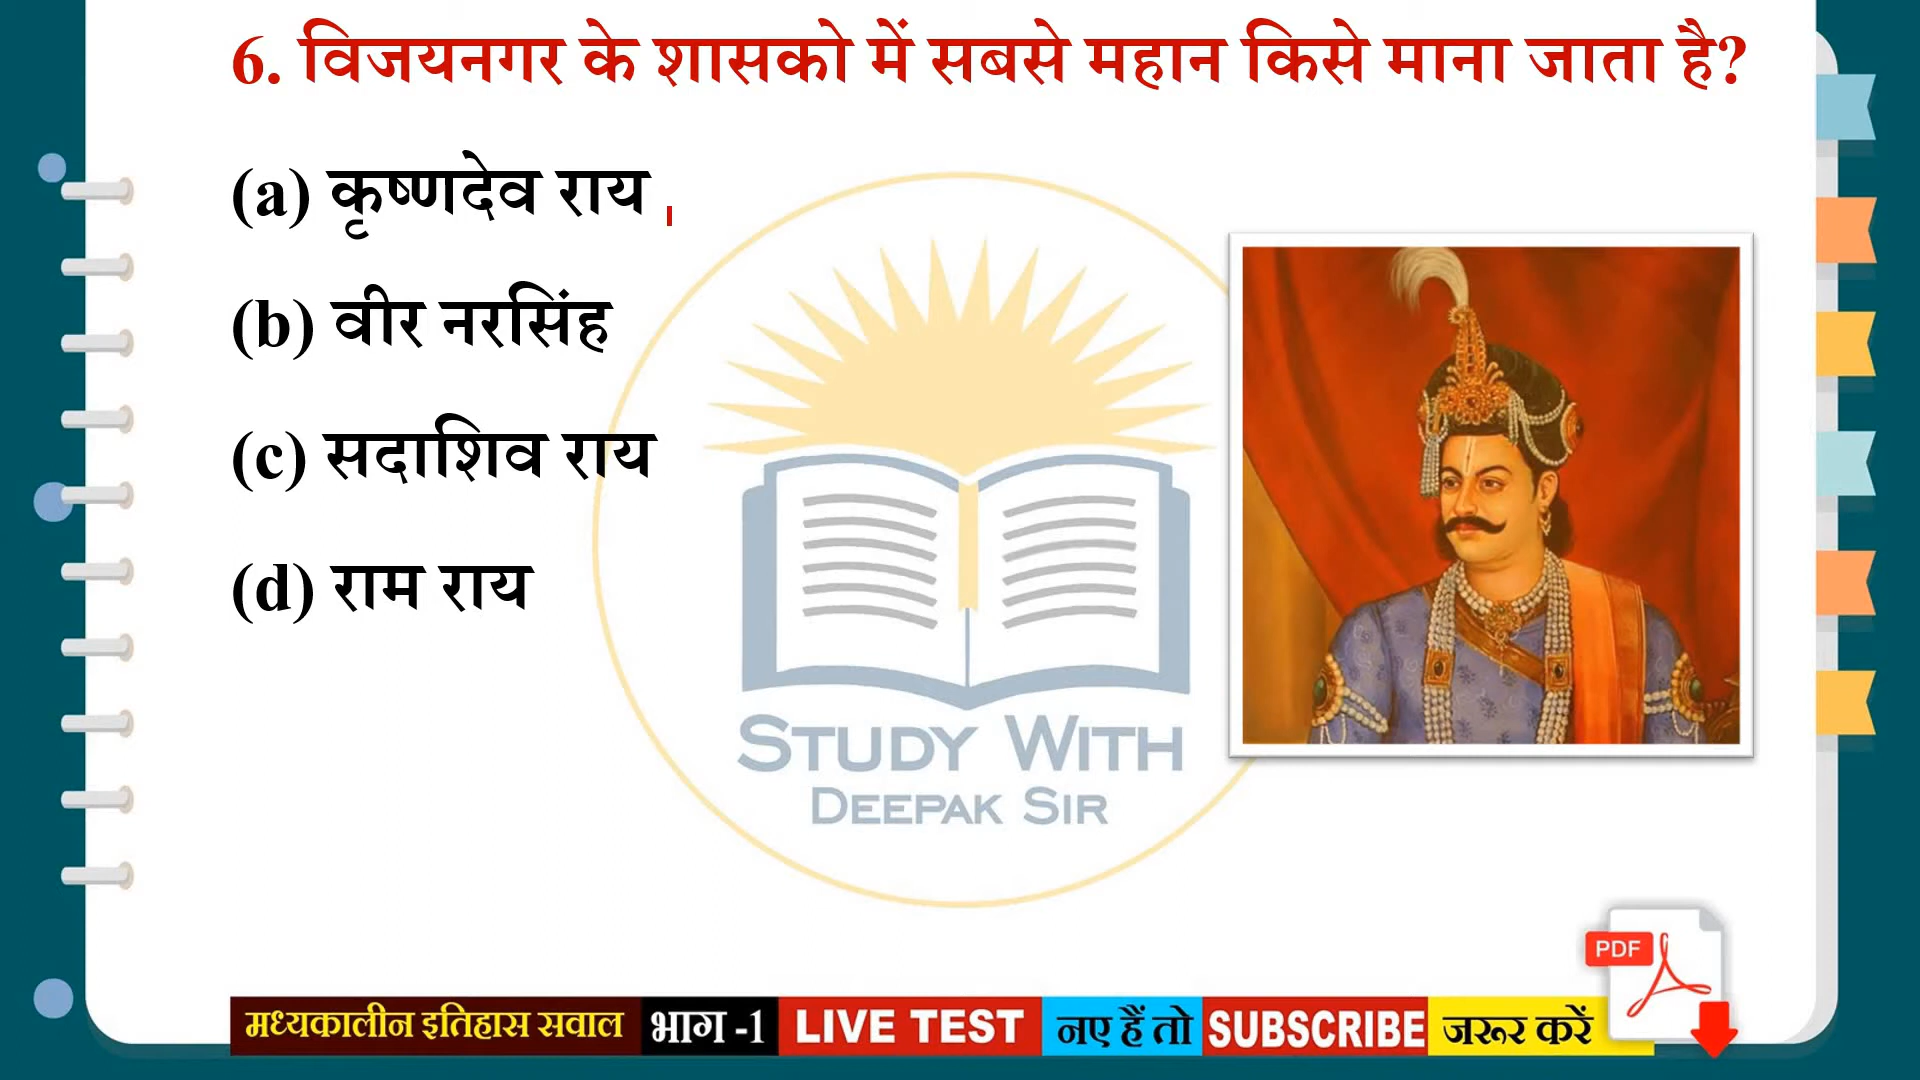 6. विजयनगर के शासको में सबसे महान किसे माना जाता है?
(a) कृष्णदेव राय
(b) वीर नरसिंह
(c) सदाशिव राय
(d) राम राय
STUDY WITH
DEEPAK SIR
PDF
मध्यकालीन इतिहास सवाल भाग -1 LIVE TEST नए हैं तो SUBSCRIBE जरूर करें